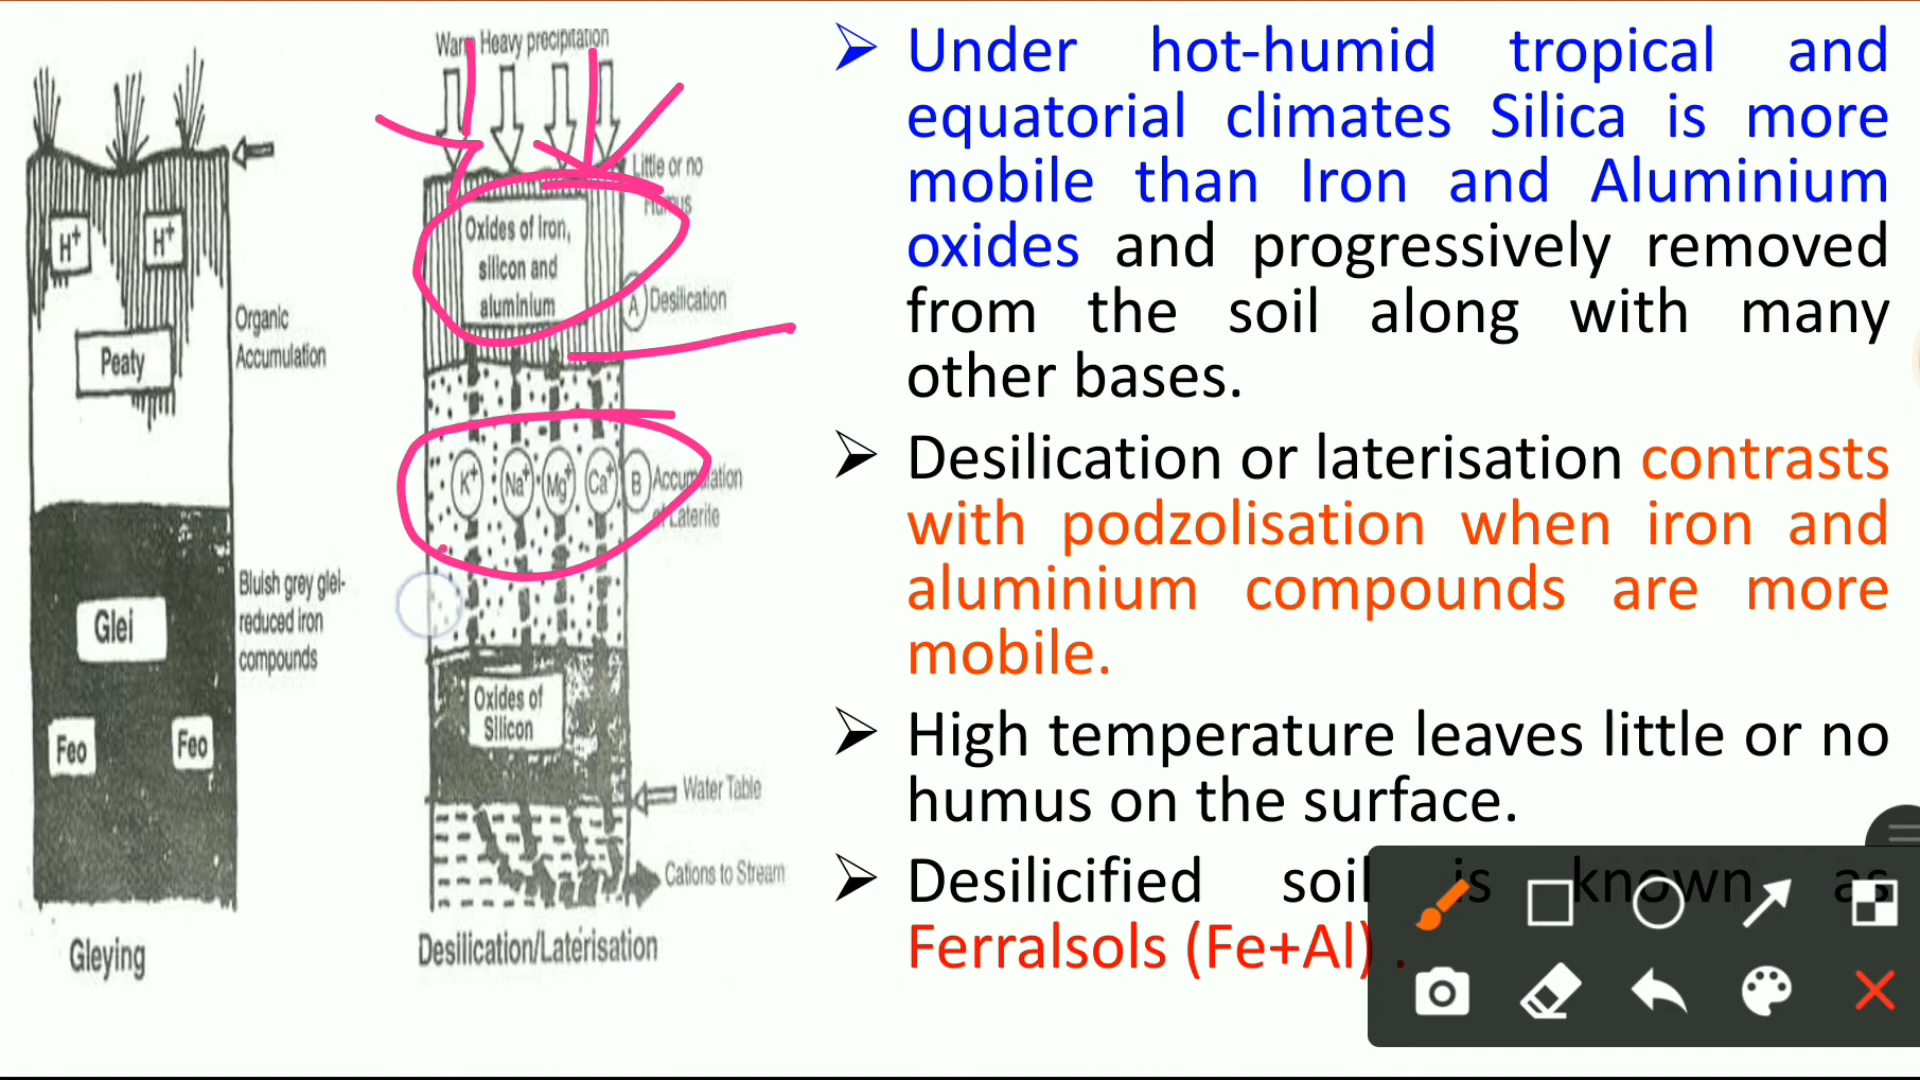 Warm Heavy precipitation
Little or no
Humus
H+
H+
Oxides of iron,
silicon and
aluminium
A Desilication
Organic
Accumulation
Peaty
K+ Na+ Mg+ Ca+ B Accumulation
of Laterite
Bluish grey glei-
reduced iron
compounds
Glei
Oxides of
Silicon
Feo
Feo
Water Table
Cations to Stream
Gleying
Desilication/Laterisation
➢ Under hot-humid tropical and
equatorial climates Silica is more
mobile than Iron and Aluminium
oxides and progressively removed
from the soil along with many
other bases.
➢ Desilication or laterisation contrasts
with podzolisation when iron and
aluminium compounds are more
mobile.
➢ High temperature leaves little or no
humus on the surface.
➢ Desilicified soil is known as
Ferralsols (Fe+Al) .